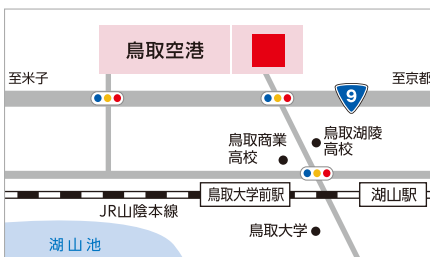 鳥取空港
至米子
至京都
9
鳥取湖陵
高校
鳥取商業
高校
鳥取大学前駅
湖山駅
JR山陰本線
鳥取大学
湖山池